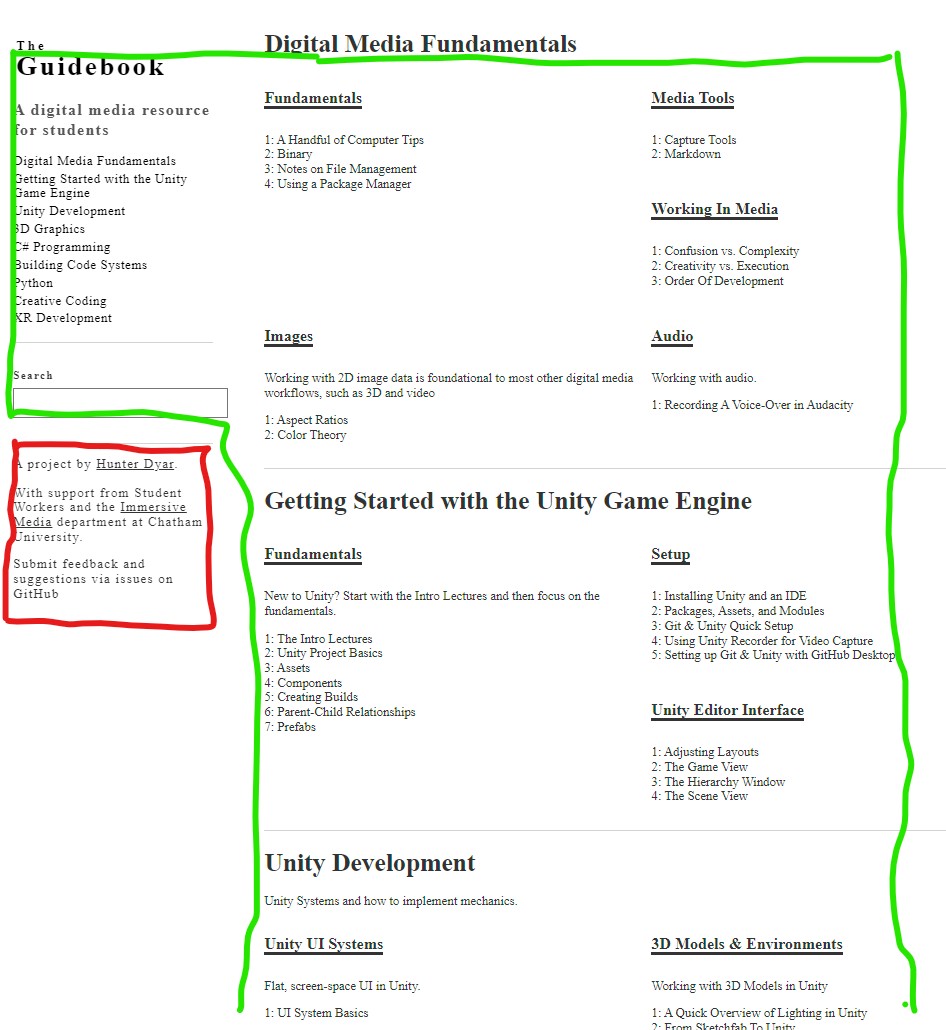 The
Guidebook
A digital media resource
for students
Digital Media Fundamentals
Getting Started with the Unity
Game Engine
Unity Development
3D Graphics
C# Programming
Building Code Systems
Python
Creative Coding
XR Development
Search
A project by Hunter Dyar.
With support from Student
Workers and the Immersive
Media department at Chatham
University.
Submit feedback and
suggestions via issues on
GitHub
Digital Media Fundamentals
Fundamentals
1: A Handful of Computer Tips
2: Binary
3: Notes on File Management
4: Using a Package Manager
Media Tools
1: Capture Tools
2: Markdown
Working In Media
1: Confusion vs. Complexity
2: Creativity vs. Execution
3: Order Of Development
Images
Working with 2D image data is foundational to most other digital media
workflows, such as 3D and video
1: Aspect Ratios
2: Color Theory
Audio
Working with audio.
1: Recording A Voice-Over in Audacity
Getting Started with the Unity Game Engine
Fundamentals
New to Unity? Start with the Intro Lectures and then focus on the
fundamentals.
1: The Intro Lectures
2: Unity Project Basics
3: Assets
4: Components
5: Creating Builds
6: Parent-Child Relationships
7: Prefabs
Setup
1: Installing Unity and an IDE
2: Packages, Assets, and Modules
3: Git & Unity Quick Setup
4: Using Unity Recorder for Video Capture
5: Setting up Git & Unity with GitHub Desktop
Unity Editor Interface
1: Adjusting Layouts
2: The Game View
3: The Hierarchy Window
4: The Scene View
Unity Development
Unity Systems and how to implement mechanics.
Unity UI Systems
Flat, screen-space UI in Unity.
1: UI System Basics
3D Models & Environments
Working with 3D Models in Unity
1: A Quick Overview of Lighting in Unity
2: From Sketchfab To Unity